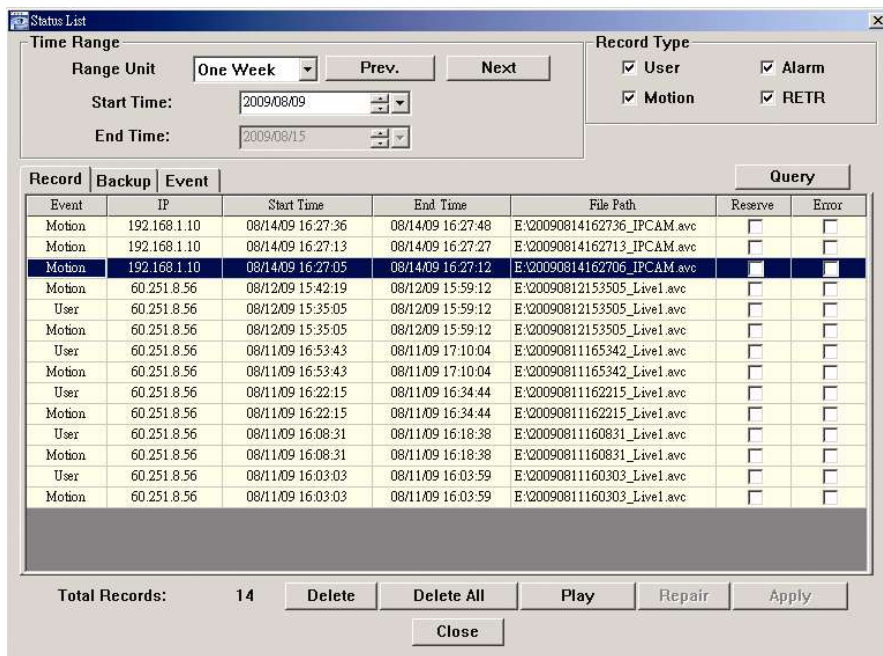 Status List
Time Range
Range Unit One Week Prev. Next
Start Time: 2009/08/09
End Time: 2009/08/15
Record Type
User Alarm
Motion RETR
Query
Record Backup Event
Event IP Start Time End Time File Path Reserve Error
Motion 192.168.1.10 08/14/09 16:27:36 08/14/09 16:27:48 E:\20090814162736_IPCAM.avc
Motion 192.168.1.10 08/14/09 16:27:13 08/14/09 16:27:27 E:\20090814162713_IPCAM.avc
Motion 192.168.1.10 08/14/09 16:27:05 08/14/09 16:27:12 E:\20090814162706_IPCAM.avc
Motion 60.251.8.56 08/12/09 15:42:19 08/12/09 15:59:12 E:\20090812153505_Live1.avc
User 60.251.8.56 08/12/09 15:35:05 08/12/09 15:59:12 E:\20090812153505_Live1.avc
Motion 60.251.8.56 08/12/09 15:35:05 08/12/09 15:59:12 E:\20090812153505_Live1.avc
User 60.251.8.56 08/11/09 16:53:43 08/11/09 17:10:04 E:\20090811165342_Live1.avc
Motion 60.251.8.56 08/11/09 16:53:43 08/11/09 17:10:04 E:\20090811165342_Live1.avc
User 60.251.8.56 08/11/09 16:22:15 08/11/09 16:34:44 E:\20090811162215_Live1.avc
Motion 60.251.8.56 08/11/09 16:22:15 08/11/09 16:34:44 E:\20090811162215_Live1.avc
User 60.251.8.56 08/11/09 16:08:31 08/11/09 16:18:38 E:\20090811160831_Live1.avc
Motion 60.251.8.56 08/11/09 16:08:31 08/11/09 16:18:38 E:\20090811160831_Live1.avc
User 60.251.8.56 08/11/09 16:03:03 08/11/09 16:03:59 E:\20090811160303_Live1.avc
Motion 60.251.8.56 08/11/09 16:03:03 08/11/09 16:03:59 E:\20090811160303_Live1.avc
Total Records: 14 Delete Delete All Play Repair Apply
Close